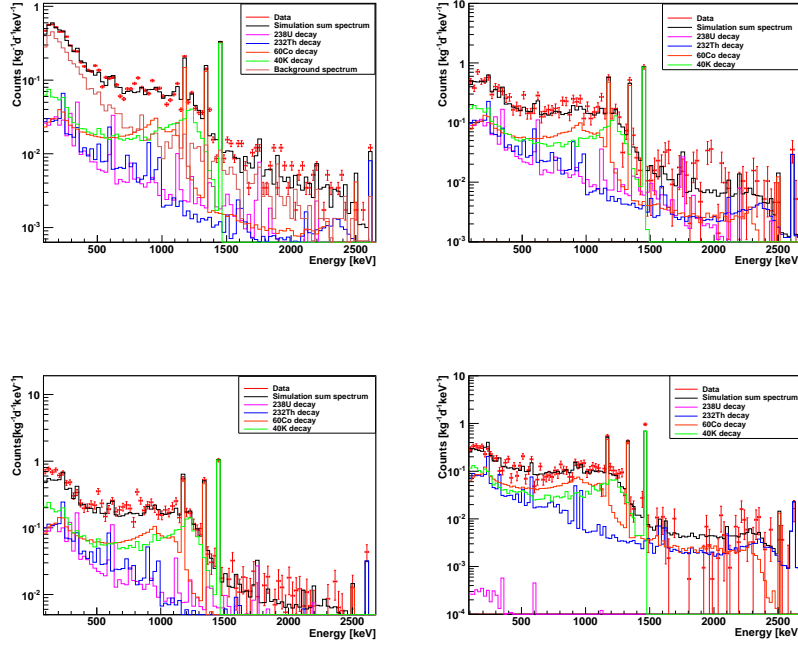 Counts [kg⁻¹d⁻¹keV⁻¹]
1
10⁻¹
10⁻²
10⁻³
Data
Simulation sum spectrum
238U decay
232Th decay
60Co decay
40K decay
Background spectrum
500 1000 1500 2000 2500
Energy [keV]
Counts [kg⁻¹d⁻¹keV⁻¹]
10
1
10⁻¹
10⁻²
10⁻³
Data
Simulation sum spectrum
238U decay
232Th decay
60Co decay
40K decay
500 1000 1500 2000 2500
Energy [keV]
Counts[kg⁻¹d⁻¹keV⁻¹]
10
1
10⁻¹
10⁻²
Data
Simulation sum spectrum
238U decay
232Th decay
60Co decay
40K decay
500 1000 1500 2000 2500
Energy [keV]
Counts [kg⁻¹d⁻¹keV⁻¹]
10
1
10⁻¹
10⁻²
10⁻³
10⁻⁴
Data
Simulation sum spectrum
238U decay
232Th decay
60Co decay
40K decay
500 1000 1500 2000 2500
Energy [keV]